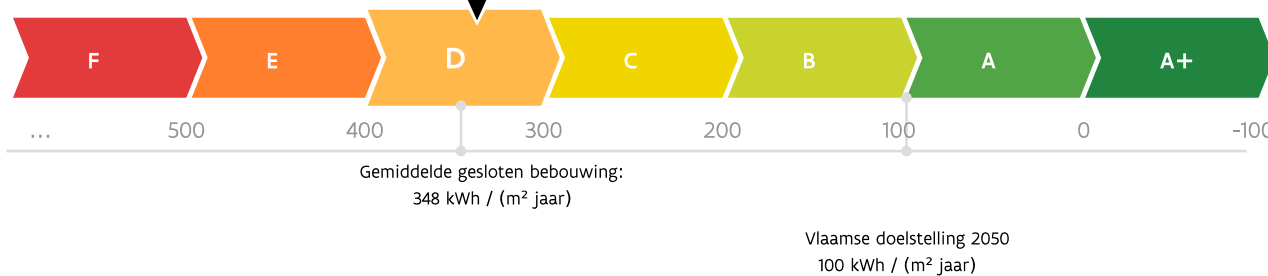 F E D C B A A+
... 500 400 300 200 100 0 -100
Gemiddelde gesloten bebouwing:
348 kWh / (m² jaar)
Vlaamse doelstelling 2050
100 kWh / (m² jaar)